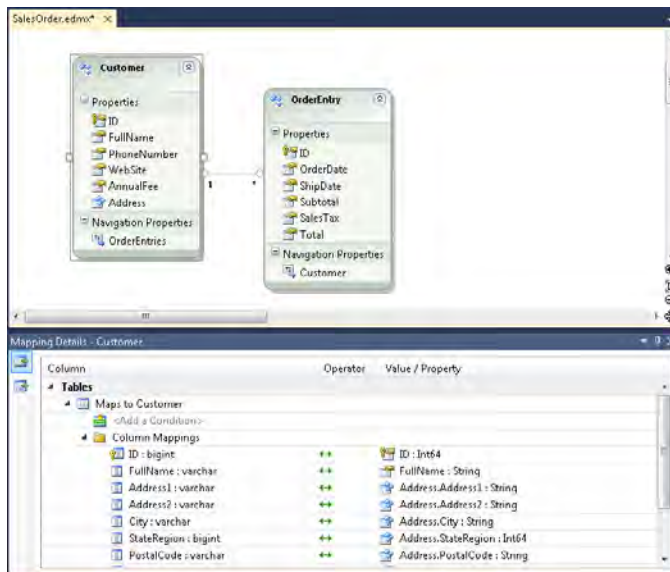 SalesOrder.edmx*
Customer
Properties
ID
FullName
PhoneNumber
WebSite
AnnualFee
Address
Navigation Properties
OrderEntries
1
*
OrderEntry
Properties
ID
OrderDate
ShipDate
Subtotal
SalesTax
Total
Navigation Properties
Customer
Mapping Details - Customer
Column Operator Value / Property
Tables
Maps to Customer
<Add a Condition>
Column Mappings
ID : bigint ID : Int64
FullName : varchar FullName : String
Address1 : varchar Address.Address1 : String
Address2 : varchar Address.Address2 : String
City : varchar Address.City : String
StateRegion : bigint Address.StateRegion : Int64
PostalCode : varchar Address.PostalCode : String